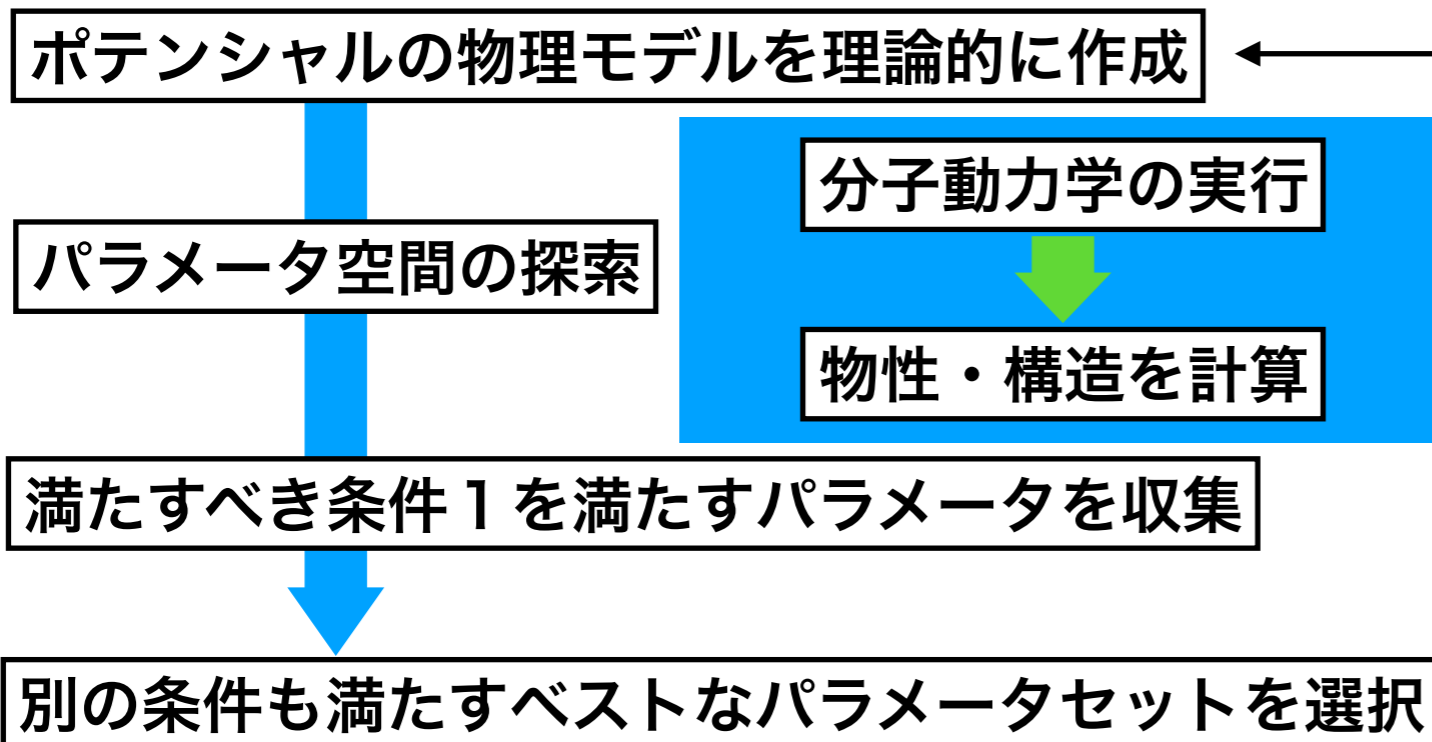 ポテンシャルの物理モデルを理論的に作成
分子動力学の実行
パラメータ空間の探索
物性・構造を計算
満たすべき条件１を満たすパラメータを収集
別の条件も満たすベストなパラメータセットを選択